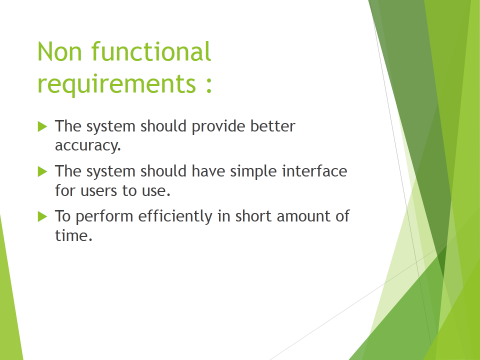 Non functional
requirements :
The system should provide better
accuracy.
The system should have simple interface
for users to use.
To perform efficiently in short amount of
time.